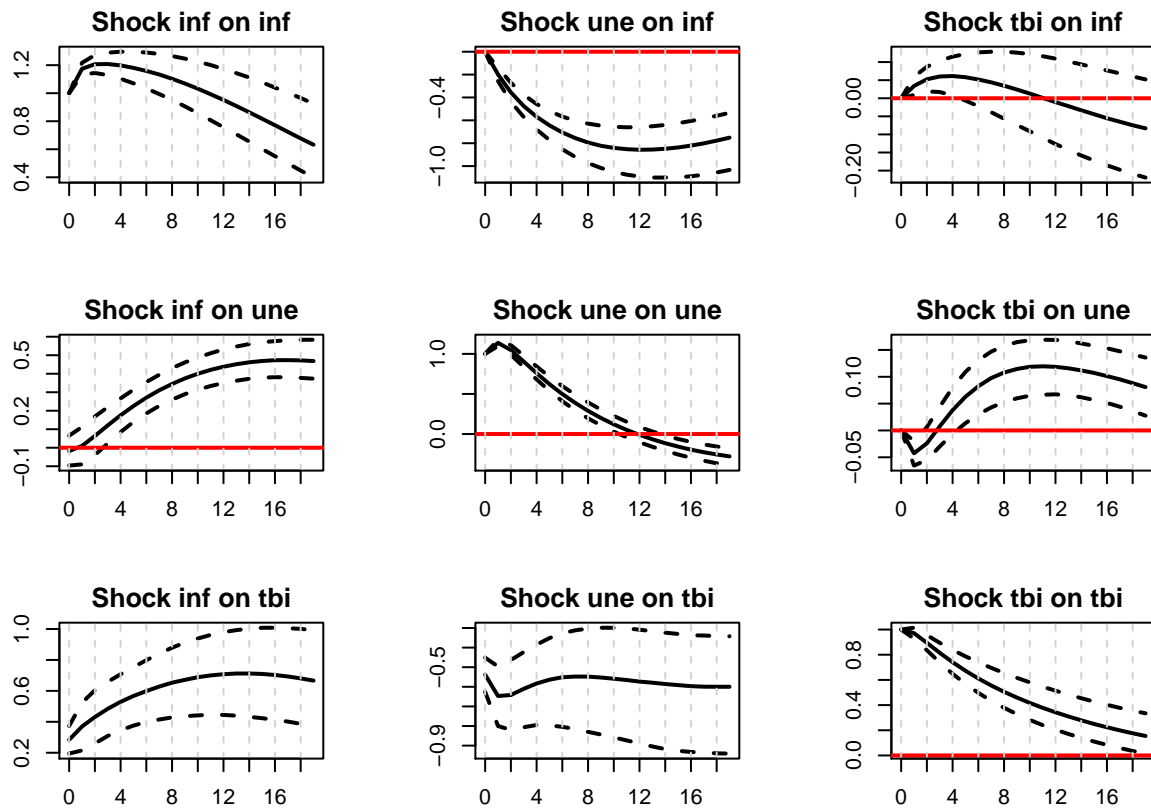 Shock inf on inf
0.4 0.8 1.2
0 4 8 12 16
Shock une on inf
−1.0 −0.4
0 4 8 12 16
Shock tbi on inf
−0.20 0.00
0 4 8 12 16
Shock inf on une
−0.1 0.2 0.5
0 4 8 12 16
Shock une on une
0.0 1.0
0 4 8 12 16
Shock tbi on une
−0.05 0.10
0 4 8 12 16
Shock inf on tbi
0.2 0.6 1.0
0 4 8 12 16
Shock une on tbi
−0.9 −0.5
0 4 8 12 16
Shock tbi on tbi
0.0 0.4 0.8
0 4 8 12 16